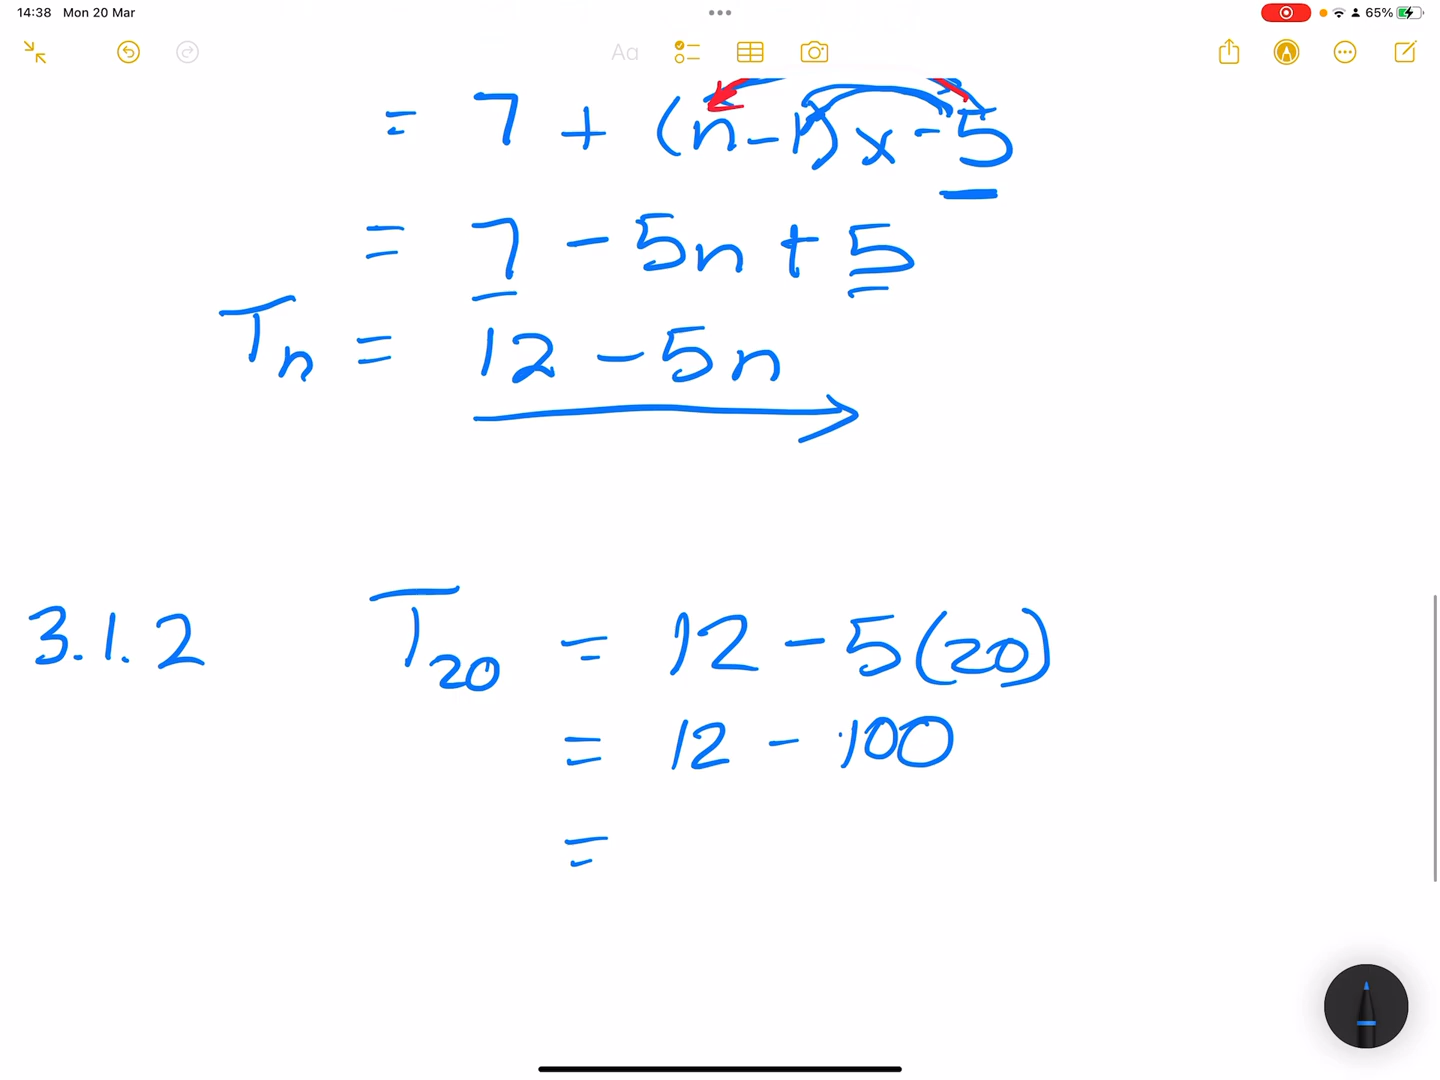 14:38 Mon 20 Mar 65%
Aa
= 7 + (n - 1) x - 5
= 7 - 5n + 5
Tn = 12 - 5n
3.1.2 T20 = 12 - 5(20)
= 12 - 100
=